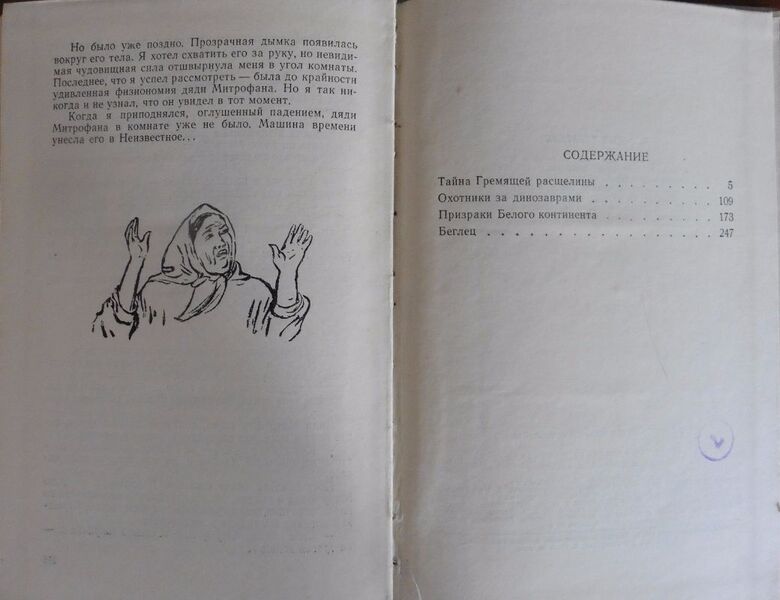 Но было уже поздно. Прозрачная дымка появилась
вокруг его тела. Я хотел схватить его за руку, но невиди-
мая чудовищная сила отшвырнула меня в угол комнаты.
Последнее, что я успел рассмотреть — была до крайности
удивленная физиономия дяди Митрофана. Но я так ни-
когда и не узнал, что он увидел в тот момент.
Когда я приподнялся, оглушенный падением, дяди
Митрофана в комнате уже не было. Машина времени
унесла его в Неизвестное...
СОДЕРЖАНИЕ
Тайна Гремящей расщелины . . . . . . . . 5
Охотники за динозаврами . . . . . . . . . 109
Призраки Белого континента . . . . . . . . 173
Беглец . . . . . . . . . . . . . . . 247